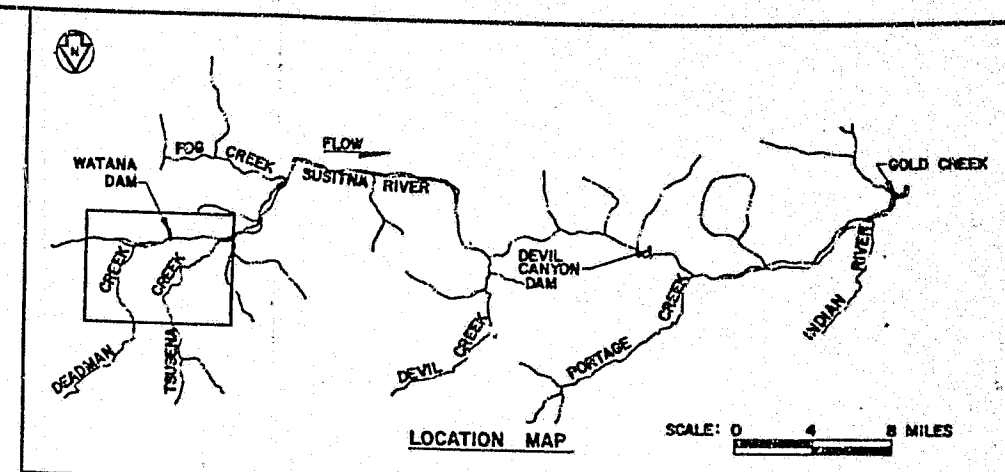 N
FOG CREEK
FLOW
SUSITNA RIVER
WATANA
DAM
GOLD CREEK
DEADMAN CREEK
TSUSENA CREEK
DEVIL
CANYON
DAM
DEVIL CREEK
PORTAGE CREEK
INDIAN RIVER
LOCATION MAP
SCALE: 0 4 8 MILES